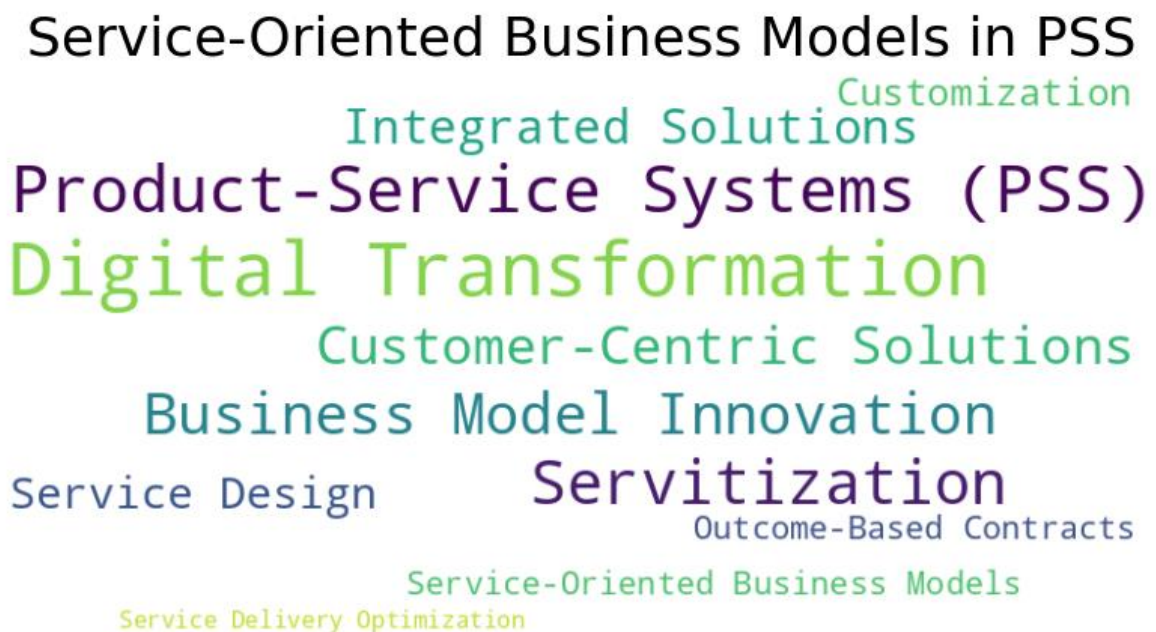 Service-Oriented Business Models in PSS
Customization
Integrated Solutions
Product-Service Systems (PSS)
Digital Transformation
Customer-Centric Solutions
Business Model Innovation
Servitization
Service Design
Outcome-Based Contracts
Service-Oriented Business Models
Service Delivery Optimization